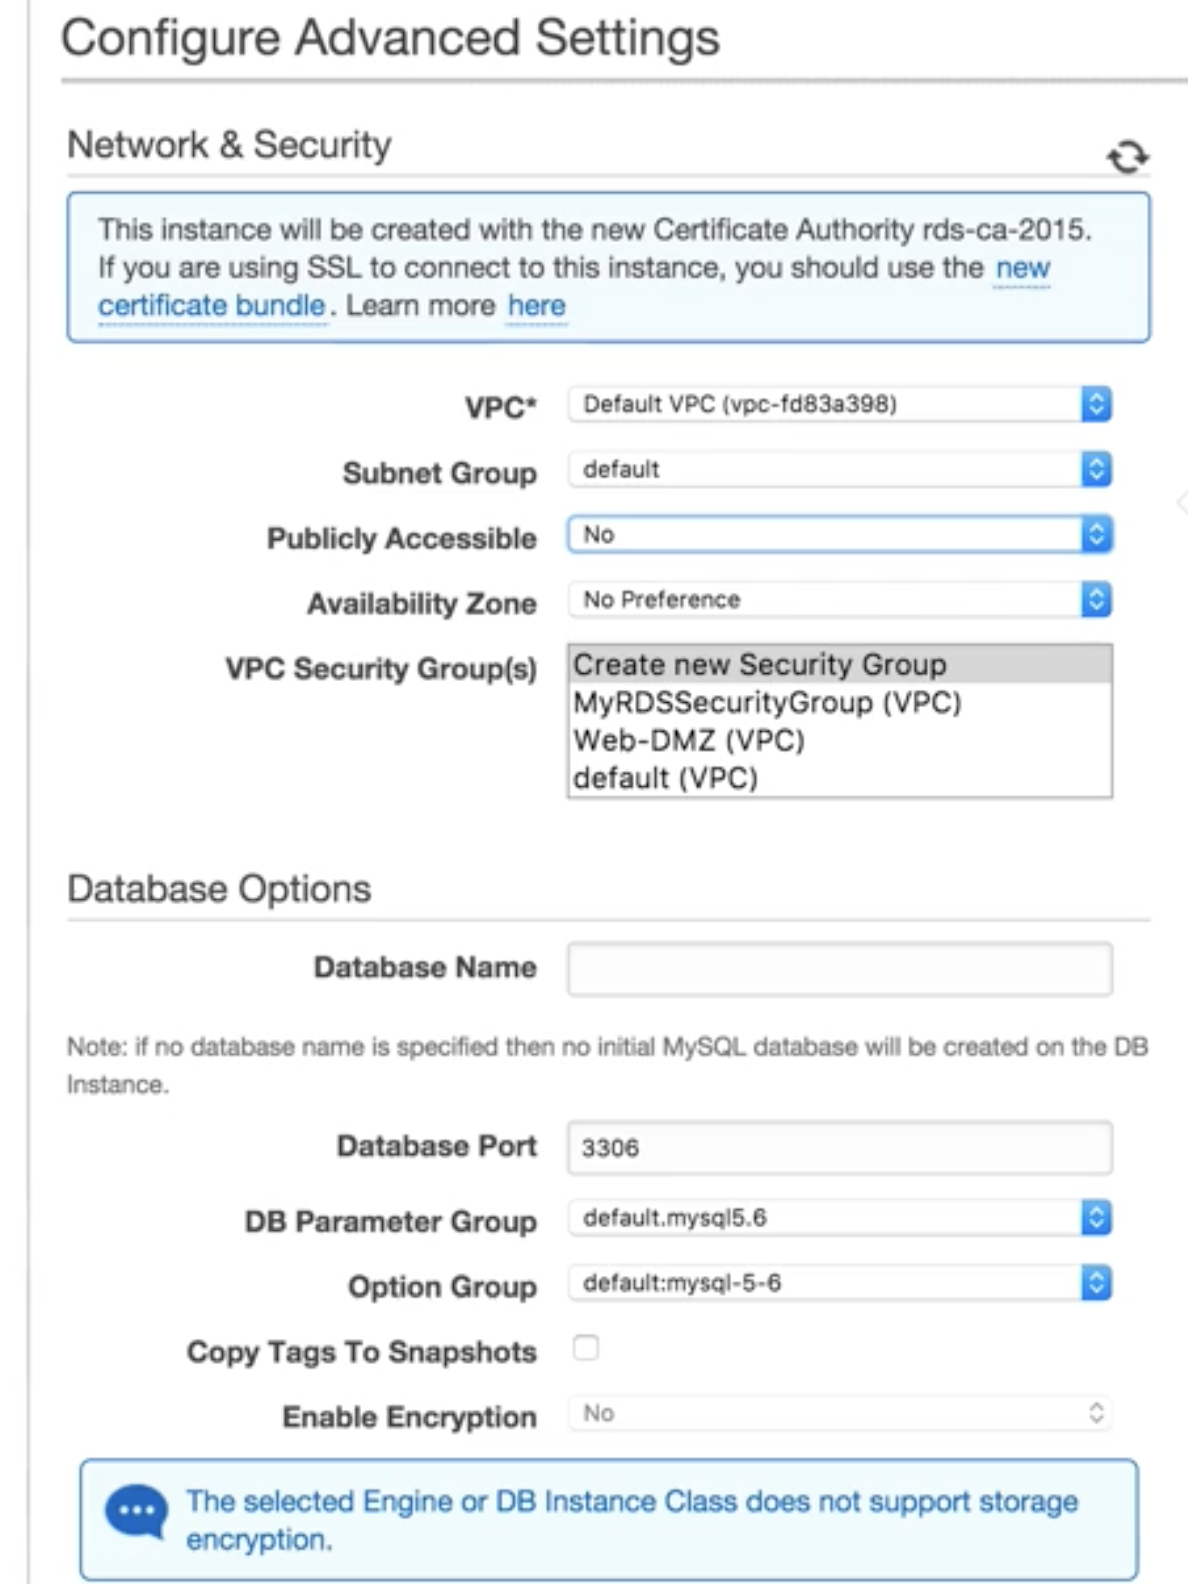 Configure Advanced Settings
Network & Security
This instance will be created with the new Certificate Authority rds-ca-2015.
If you are using SSL to connect to this instance, you should use the new
certificate bundle. Learn more here
VPC* Default VPC (vpc-fd83a398)
Subnet Group default
Publicly Accessible No
Availability Zone No Preference
VPC Security Group(s) Create new Security Group
MyRDSSecurityGroup (VPC)
Web-DMZ (VPC)
default (VPC)
Database Options
Database Name
Note: if no database name is specified then no initial MySQL database will be created on the DB
Instance.
Database Port 3306
DB Parameter Group default.mysql5.6
Option Group default:mysql-5-6
Copy Tags To Snapshots
Enable Encryption No
The selected Engine or DB Instance Class does not support storage
encryption.